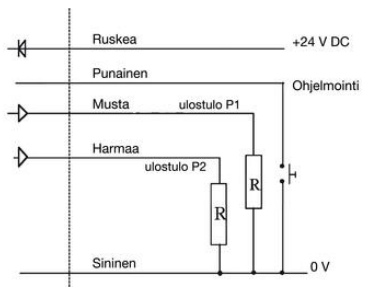 Ruskea
+24 V DC
Punainen
Ohjelmointi
Musta
ulostulo P1
Harmaa
ulostulo P2
R
R
Sininen
0 V